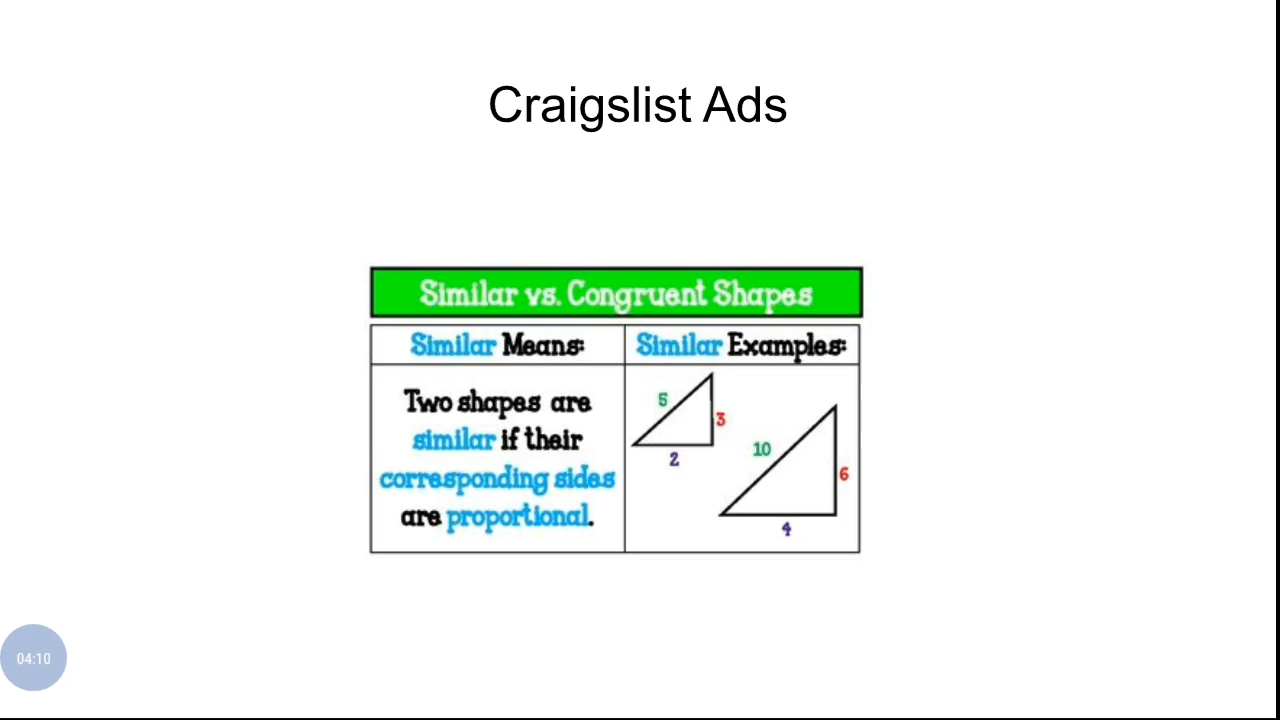 Craigslist Ads
Similar vs. Congruent Shapes
Similar Means:
Similar Examples:
Two shapes are
similar if their
corresponding sides
are proportional.
5
3
2
10
6
4
04:10